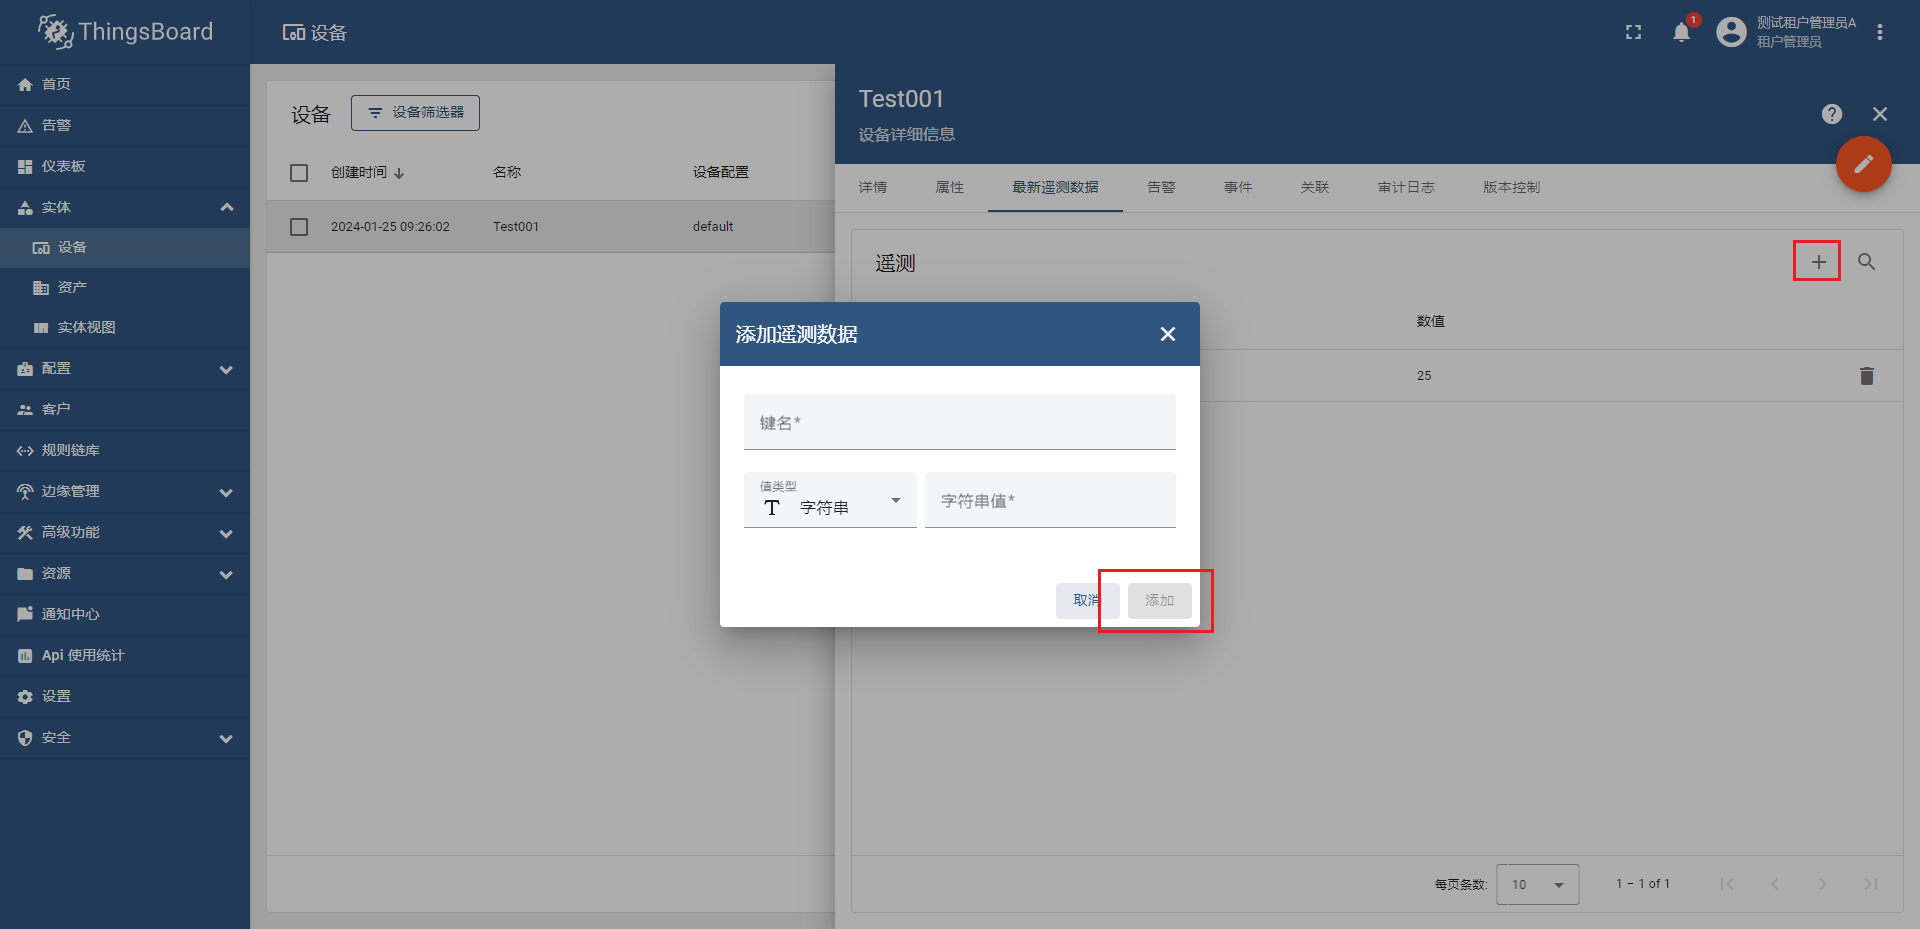 ThingsBoard
设备
1
测试租户管理员A
租户管理员
首页
告警
仪表板
实体
设备
资产
实体视图
配置
客户
规则链库
边缘管理
高级功能
资源
通知中心
Api 使用统计
设置
安全
设备
设备筛选器
创建时间
名称
设备配置
2024-01-25 09:26:02
Test001
default
Test001
设备详细信息
?
详情
属性
最新遥测数据
告警
事件
关联
审计日志
版本控制
遥测
数值
25
添加遥测数据
键名*
值类型
字符串
字符串值*
取消
添加
每页条数:
10
1 – 1 of 1